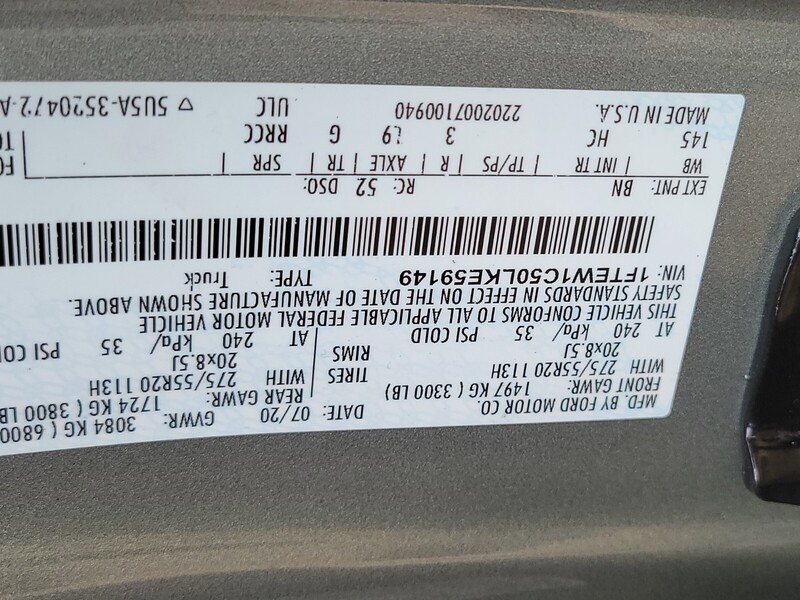 MFD. BY FORD MOTOR CO.
DATE: 07/20 GVWR: 3084 KG ( 6800
FRONT GAWR: 1497 KG ( 3300 LB) REAR GAWR: 1724 KG ( 3800 LB
WITH 275/55R20 113H TIRES WITH 275/55R20 113H
20x8.5J RIMS 20x8.5J
AT 240 kPa/ 35 PSI COLD AT 240 kPa/ 35 PSI COL
THIS VEHICLE CONFORMS TO ALL APPLICABLE FEDERAL MOTOR VEHICLE
SAFETY STANDARDS IN EFFECT ON THE DATE OF MANUFACTURE SHOWN ABOVE.
VIN: 1FTEW1C50LKE59149 TYPE: Truck
EXT PNT: BN RC: 52 DSO:
WB | INT TR | TP/PS | R | AXLE | TR | SPR |
145 HC 3 L9 G RRCC
MADE IN U.S.A. 2202007100940 ULC ▽ 5U5A-3520472-A